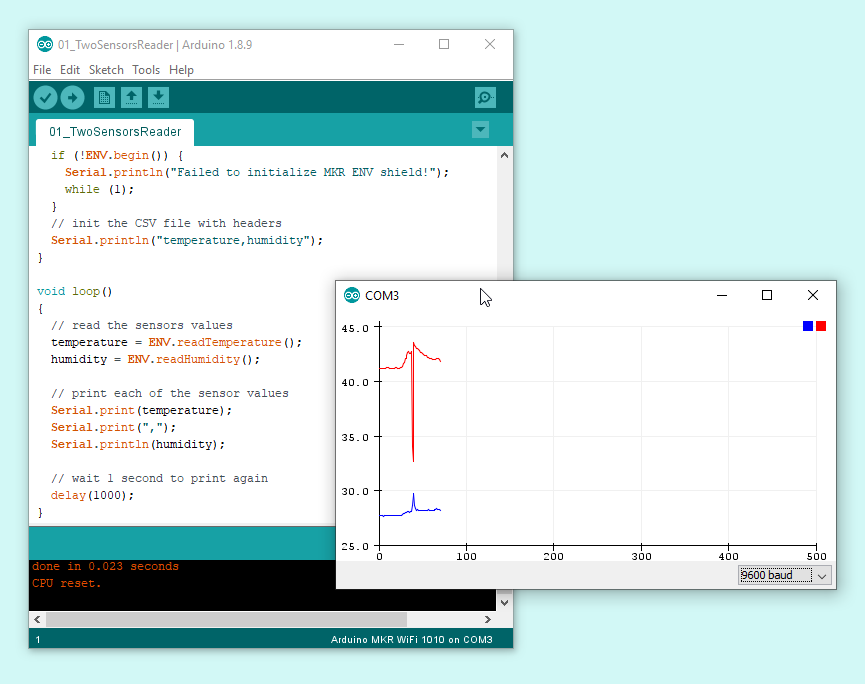 01_TwoSensorsReader | Arduino 1.8.9
File Edit Sketch Tools Help
01_TwoSensorsReader
if (!ENV.begin()) {
Serial.println("Failed to initialize MKR ENV shield!");
while (1);
}
// init the CSV file with headers
Serial.println("temperature,humidity");
}
void loop()
{
// read the sensors values
temperature = ENV.readTemperature();
humidity = ENV.readHumidity();
// print each of the sensor values
Serial.print(temperature);
Serial.print(",");
Serial.println(humidity);
// wait 1 second to print again
delay(1000);
}
done in 0.023 seconds
CPU reset.
1
Arduino MKR WiFi 1010 on COM3
COM3
45.0
40.0
35.0
30.0
25.0
0 100 200 300 400 500
9600 baud